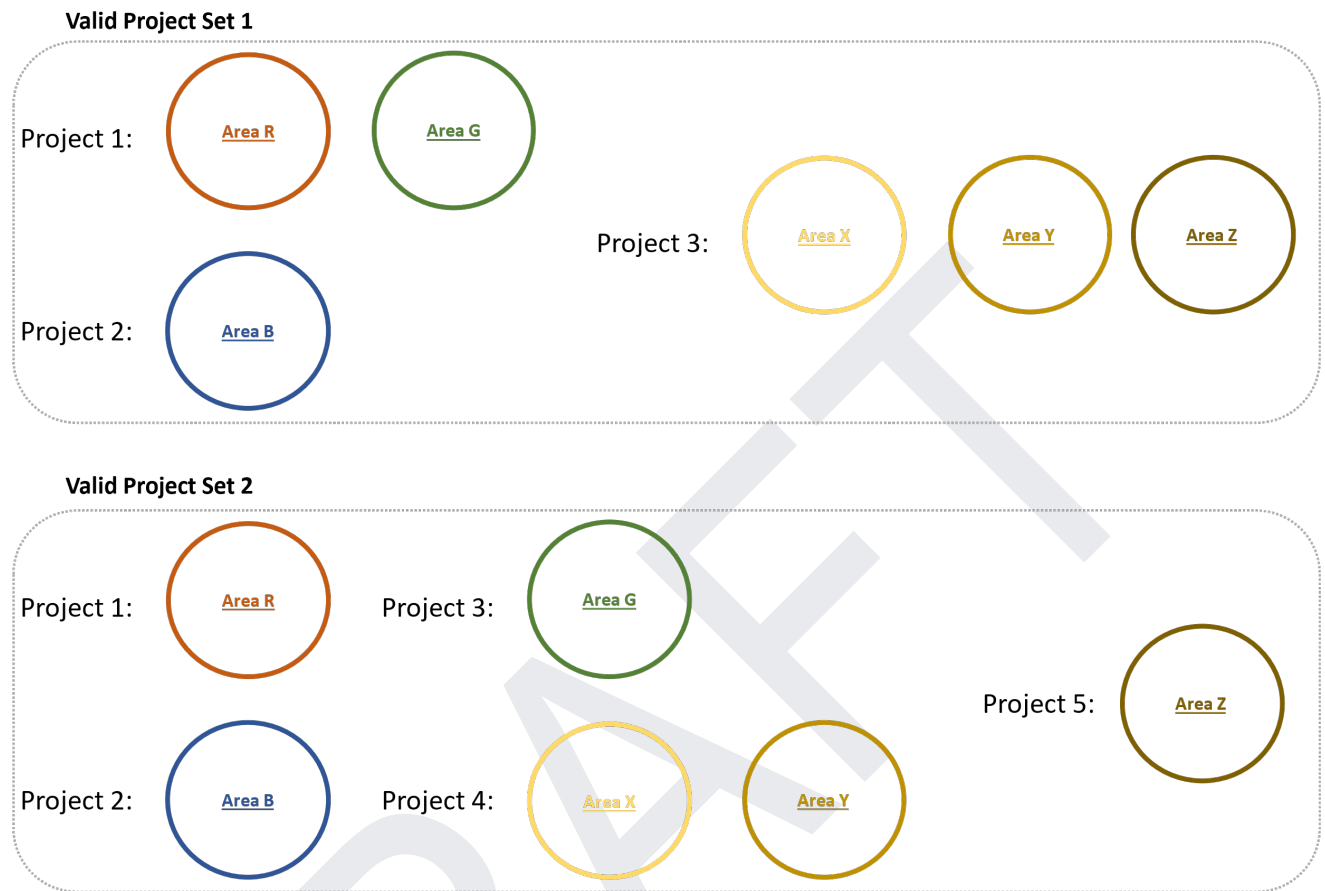 Valid Project Set 1
Project 1:
Area R
Area G
Project 2:
Area B
Project 3:
Area X
Area Y
Area Z
Valid Project Set 2
Project 1:
Area R
Project 3:
Area G
Project 2:
Area B
Project 4:
Area X
Area Y
Project 5:
Area Z
RAFT